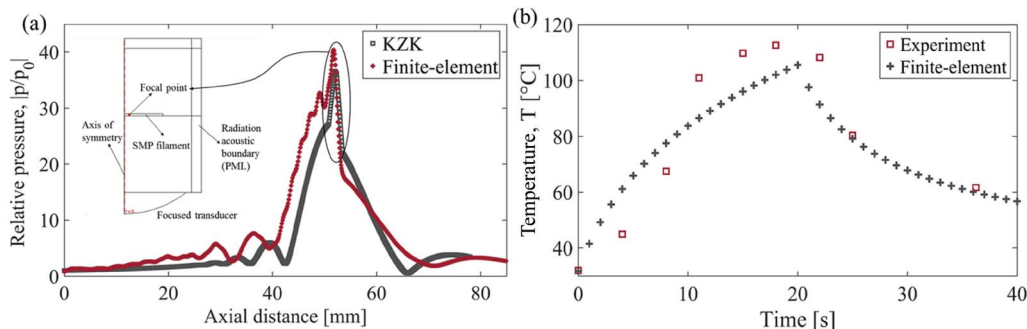 (a)
Relative pressure, |p/p₀|
40
30
20
10
0
0
20
40
60
80
Axial distance [mm]
KZK
Finite-element
Focal point
Axis of
symmetry
SMP filament
Radiation
acoustic
boundary
(PML)
Focused transducer
(b)
Temperature, T [°C]
120
100
80
60
40
0
10
20
30
40
Time [s]
Experiment
Finite-element